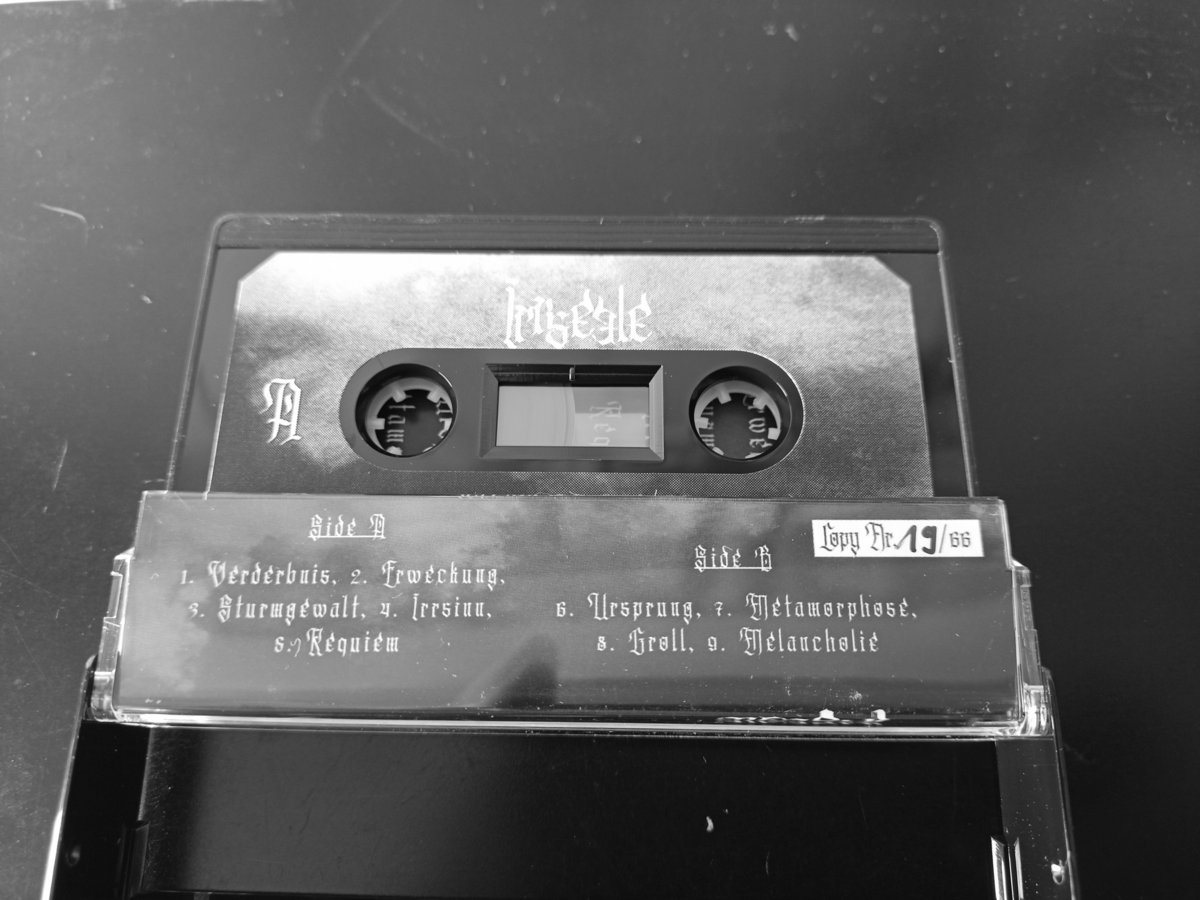 Irrseele
A
Side A
1. Verderbnis, 2. Erweckung,
3. Sturmgewalt, 4. Irrsinn,
5. Requiem
Copy Nr. 19/66
Side B
6. Ursprung, 7. Metamorphose,
8. Groll, 9. Melancholie